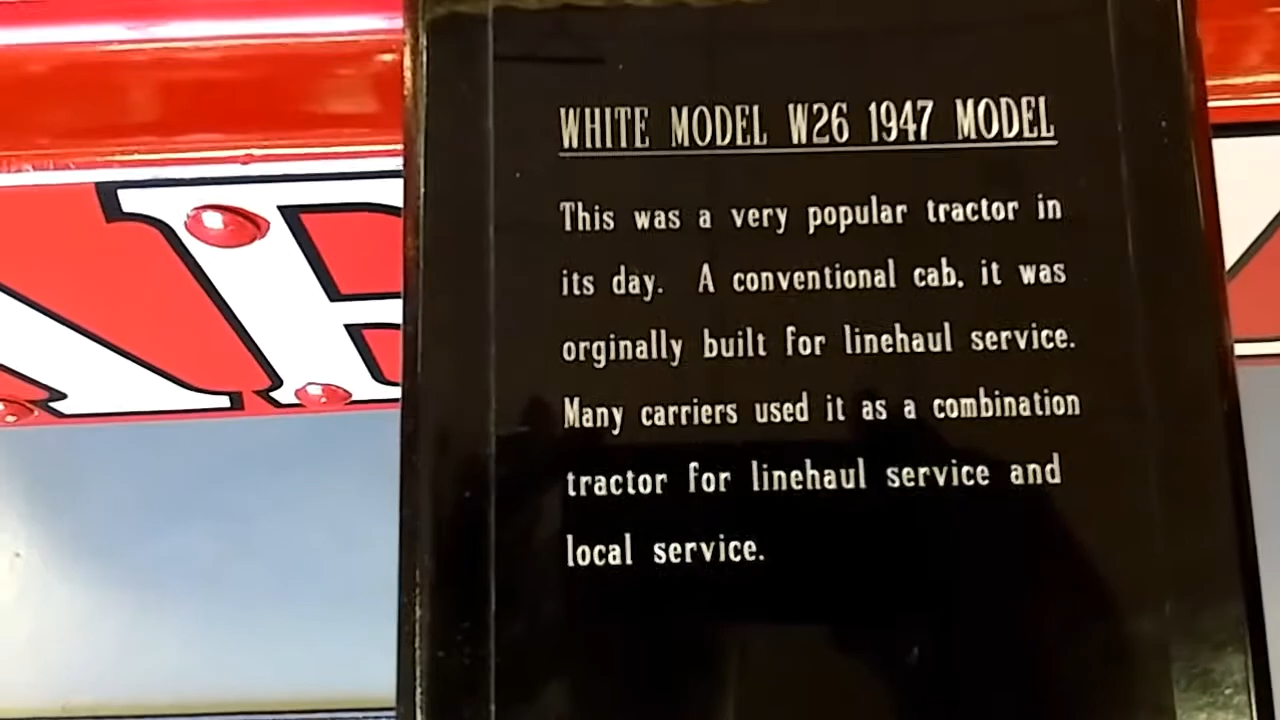 WHITE MODEL W26 1947 MODEL
This was a very popular tractor in
its day. A conventional cab, it was
orginally built for linehaul service.
Many carriers used it as a combination
tractor for linehaul service and
local service.